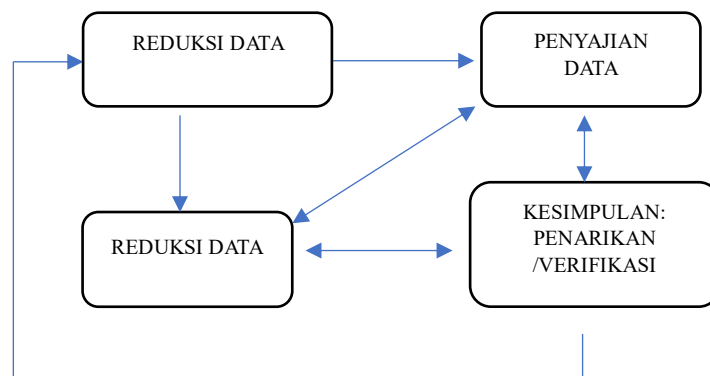 REDUKSI DATA
PENYAJIAN
DATA
REDUKSI DATA
KESIMPULAN:
PENARIKAN
/VERIFIKASI